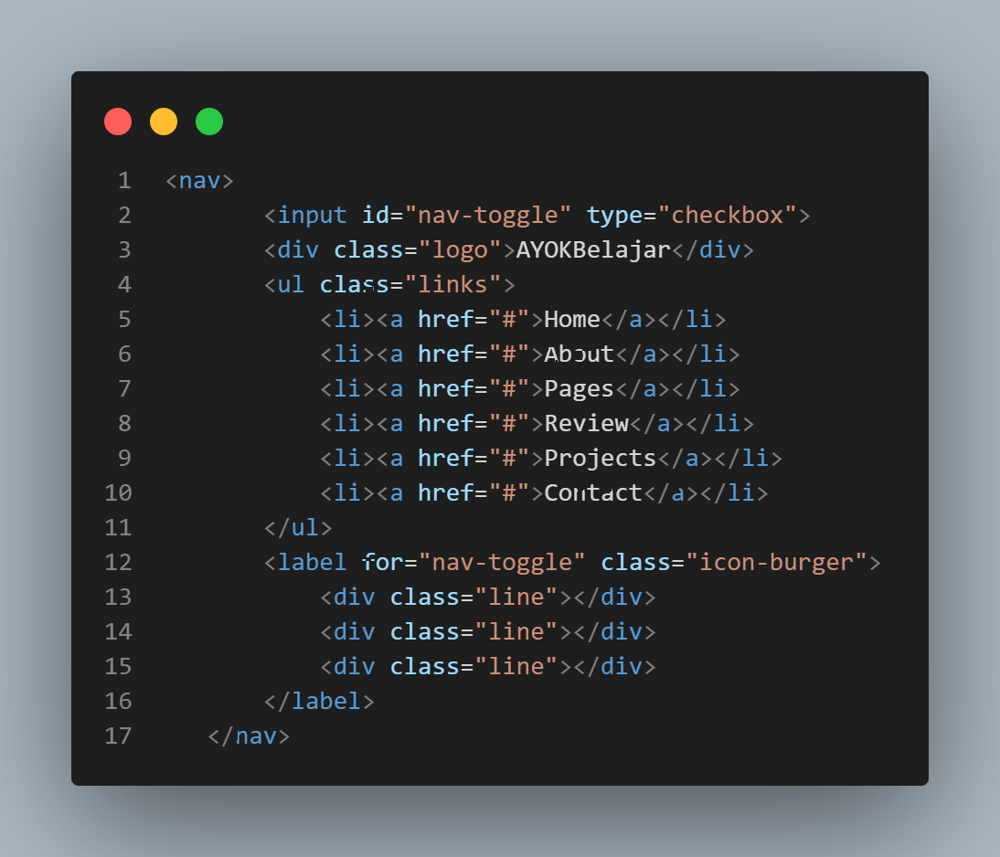 1 <nav>
2 <input id="nav-toggle" type="checkbox">
3 <div class="logo">AYOKBelajar</div>
4 <ul class="links">
5 <li><a href="#">Home</a></li>
6 <li><a href="#">About</a></li>
7 <li><a href="#">Pages</a></li>
8 <li><a href="#">Review</a></li>
9 <li><a href="#">Projects</a></li>
10 <li><a href="#">Contact</a></li>
11 </ul>
12 <label for="nav-toggle" class="icon-burger">
13 <div class="line"></div>
14 <div class="line"></div>
15 <div class="line"></div>
16 </label>
17 </nav>